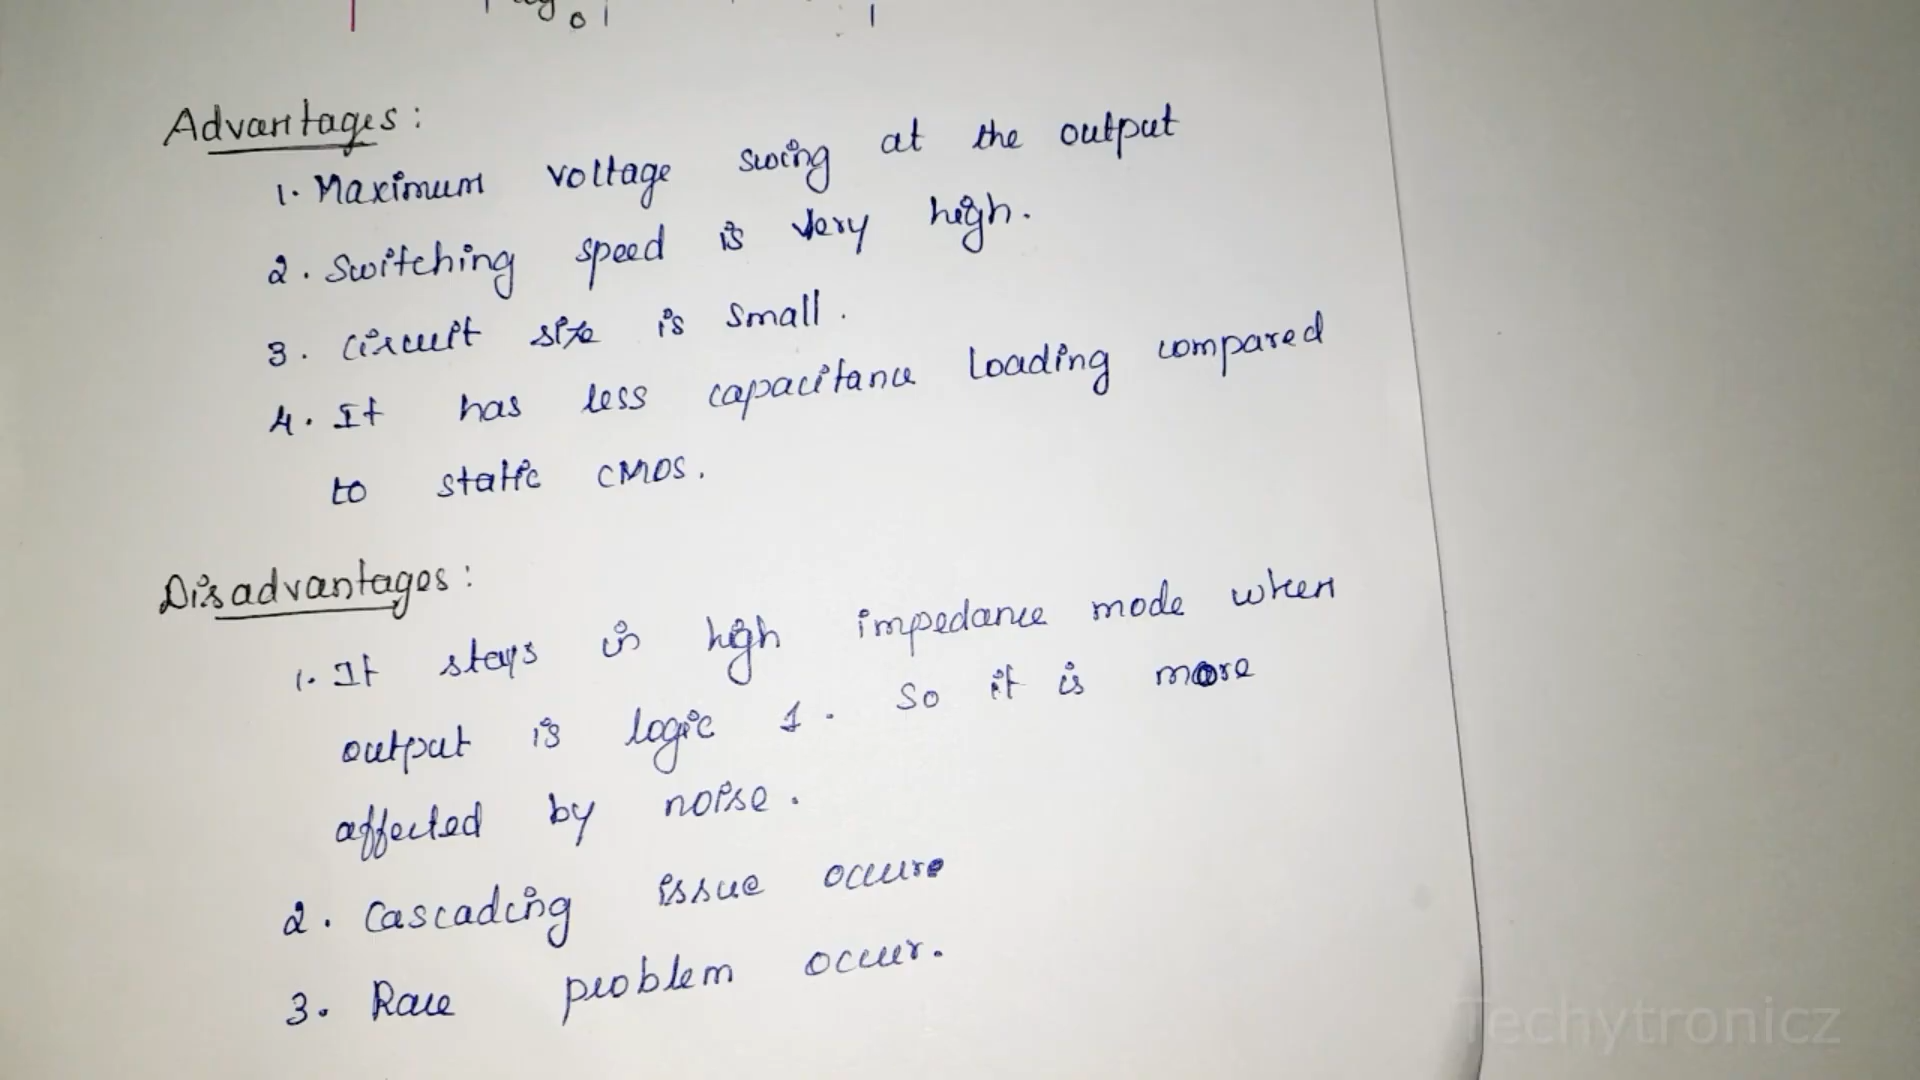 Advantages:
1. Maximum voltage swing at the output
2. Switching speed is very high.
3. Circuit size is small.
4. It has less capacitance loading compared
to static CMOS.
Disadvantages:
1. It stays in high impedance mode when
output is logic 1. So it is more
affected by noise.
2. Cascading issue occurs
3. Race problem occur.
Techytronicz